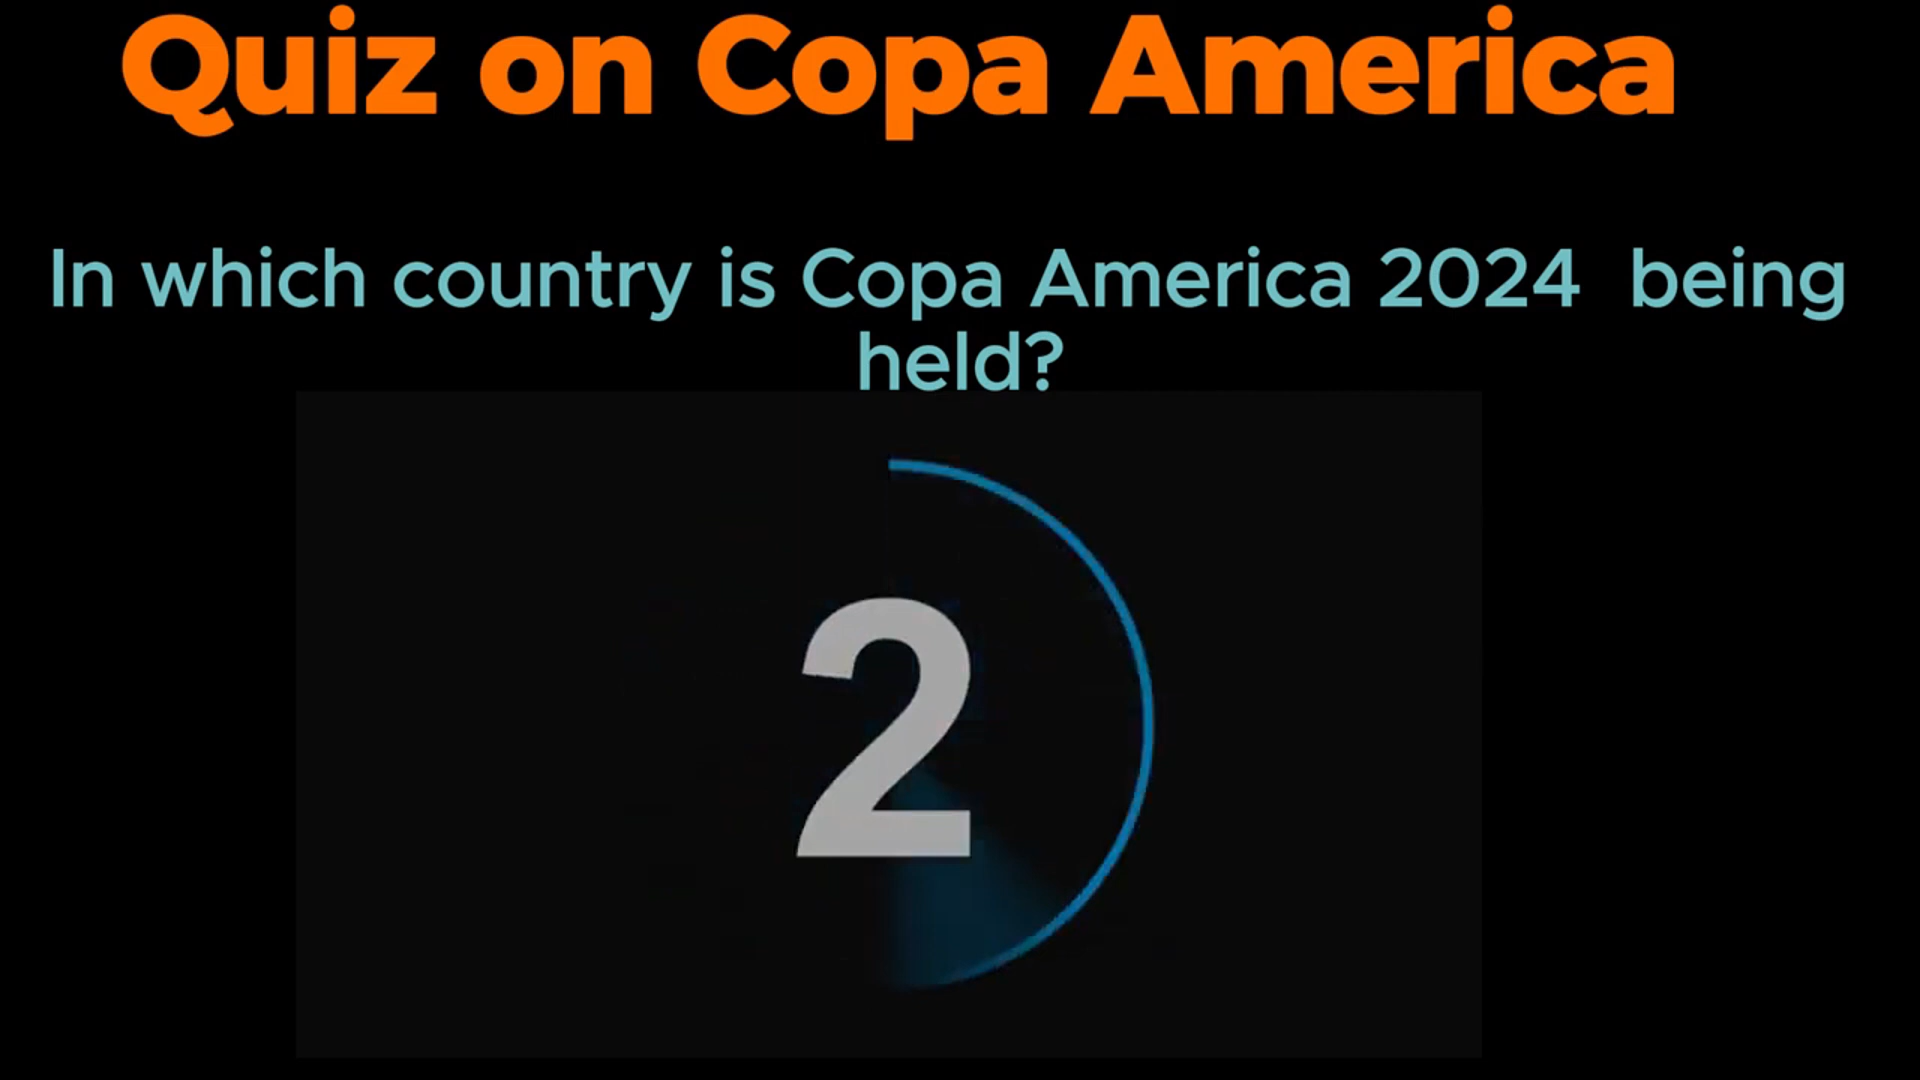 Quiz on Copa America
In which country is Copa America 2024  being
held?
2